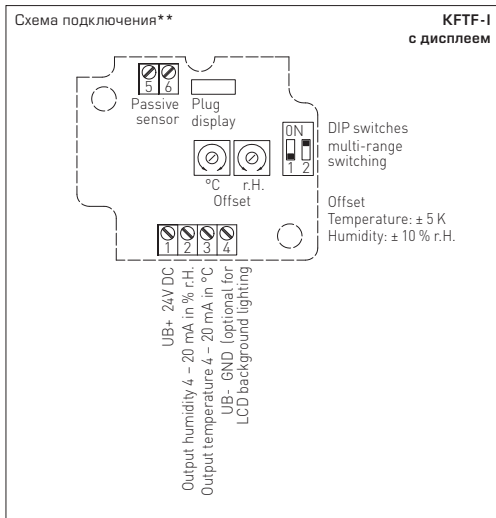 Схема подключения**
KFTF-I
с дисплеем
5 6
Passive
sensor
Plug
display
ON
1 2
DIP switches
multi-range
switching
°C
r.H.
Offset
Offset
Temperature: ± 5 K
Humidity: ± 10 % r.H.
1 2 3 4
UB+ 24V DC
Output humidity 4 – 20 mA in % r.H.
Output temperature 4 – 20 mA in °C
UB- GND (optional for
LCD background lighting